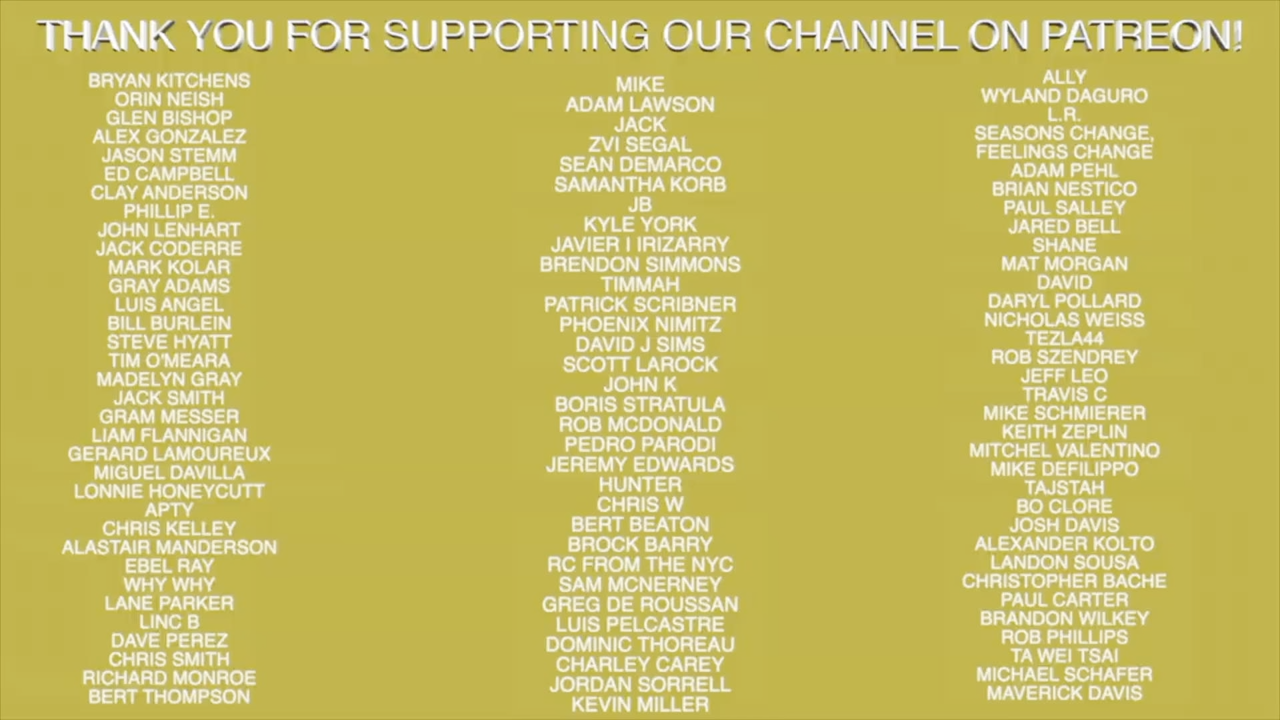 THANK YOU FOR SUPPORTING OUR CHANNEL ON PATREON!
BRYAN KITCHENS
ORIN NEISH
GLEN BISHOP
ALEX GONZALEZ
JASON STEMM
ED CAMPBELL
CLAY ANDERSON
PHILLIP E.
JOHN LENHART
JACK CODERRE
MARK KOLAR
GRAY ADAMS
LUIS ANGEL
BILL BURLEIN
STEVE HYATT
TIM O'MEARA
MADELYN GRAY
JACK SMITH
GRAM MESSER
LIAM FLANNIGAN
GERARD LAMOUREUX
MIGUEL DAVILLA
LONNIE HONEYCUTT
APTY
CHRIS KELLEY
ALASTAIR MANDERSON
EBEL RAY
WHY WHY
LANE PARKER
LINC B
DAVE PEREZ
CHRIS SMITH
RICHARD MONROE
BERT THOMPSON
MIKE
ADAM LAWSON
JACK
ZVI SEGAL
SEAN DEMARCO
SAMANTHA KORB
JB
KYLE YORK
JAVIER I IRIZARRY
BRENDON SIMMONS
TIMMAH
PATRICK SCRIBNER
PHOENIX NIMITZ
DAVID J SIMS
SCOTT LAROCK
JOHN K
BORIS STRATULA
ROB MCDONALD
PEDRO PARODI
JEREMY EDWARDS
HUNTER
CHRIS W
BERT BEATON
BROCK BARRY
RC FROM THE NYC
SAM MCNERNEY
GREG DE ROUSSAN
LUIS PELCASTRE
DOMINIC THOREAU
CHARLEY CAREY
JORDAN SORRELL
KEVIN MILLER
ALLY
WYLAND DAGURO
L.R.
SEASONS CHANGE,
FEELINGS CHANGE
ADAM PEHL
BRIAN NESTICO
PAUL SALLEY
JARED BELL
SHANE
MAT MORGAN
DAVID
DARYL POLLARD
NICHOLAS WEISS
TEZLA44
ROB SZENDREY
JEFF LEO
TRAVIS C
MIKE SCHMIERER
KEITH ZEPLIN
MITCHEL VALENTINO
MIKE DEFILIPPO
TAJSTAH
BO CLORE
JOSH DAVIS
ALEXANDER KOLTO
LANDON SOUSA
CHRISTOPHER BACHE
PAUL CARTER
BRANDON WILKEY
ROB PHILLIPS
TA WEI TSAI
MICHAEL SCHAFER
MAVERICK DAVIS